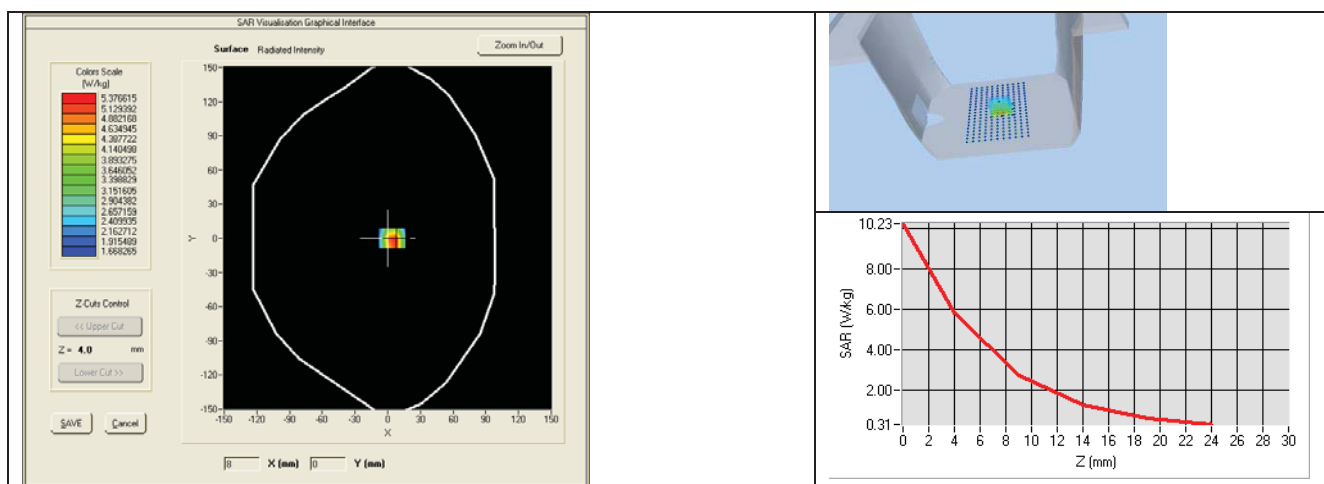 SAR Visualisation Graphical Interface
Surface Radiated Intensity
Zoom In/Out
Colors Scale
(W/kg)
5.376615
5.129392
4.882168
4.634945
4.387722
4.140498
3.893275
3.646052
3.398829
3.151605
2.904382
2.657159
2.409935
2.162712
1.915489
1.668265
Z-Cuts Control
<< Upper Cut
Z = 4.0 mm
Lower Cut >>
SAVE Cancel
150
120
90
60
30
0
-30
-60
-90
-120
-150
Y
-150 -120 -90 -60 -30 0 30 60 90 120 150
X
8 X (mm) 0 Y (mm)
10.23
8.00
6.00
4.00
2.00
0.31
SAR (W/kg)
0 2 4 6 8 10 12 14 16 18 20 22 24 26 28 30
Z (mm)